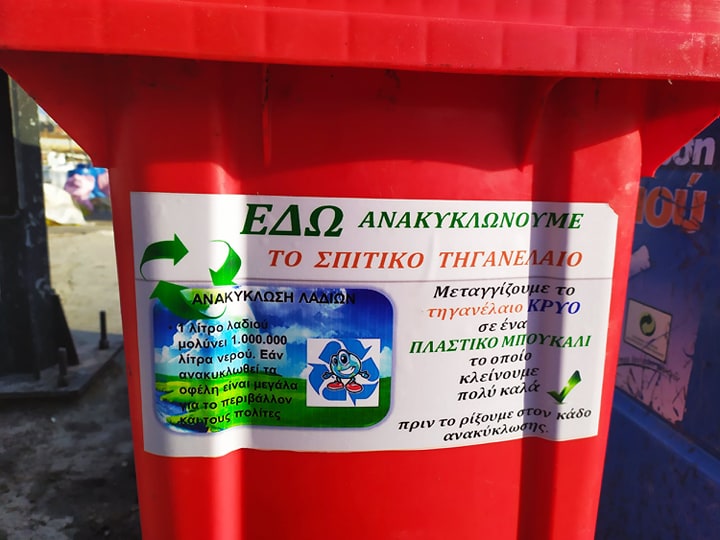 ΕΔΩ ΑΝΑΚΥΚΛΩΝΟΥΜΕ
ΤΟ ΣΠΙΤΙΚΟ ΤΗΓΑΝΕΛΑΙΟ
ΑΝΑΚΥΚΛΩΣΗ ΛΑΔΙΩΝ
1 λίτρο λαδιού
μολύνει 1.000.000
λίτρα νερού. Εάν
ανακυκλωθεί τα
οφέλη είναι μεγάλα
για το περιβάλλον
και τους πολίτες
Μεταγγίζουμε το
τηγανέλαιο ΚΡΥΟ
σε ένα
ΠΛΑΣΤΙΚΟ ΜΠΟΥΚΑΛΙ
το οποίο
κλείνουμε
πολύ καλά
πριν το ρίξουμε στον κάδο
ανακύκλωσης.